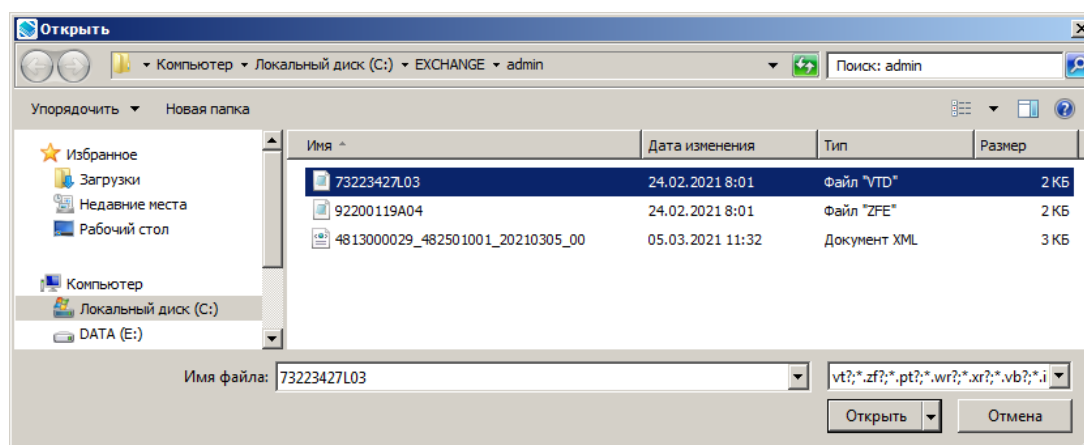 Открыть
Компьютер Локальный диск (C:) EXCHANGE admin Поиск: admin
Упорядочить Новая папка
Избранное
Загрузки
Недавние места
Рабочий стол
Компьютер
Локальный диск (C:)
DATA (E:)
Имя Дата изменения Тип Размер
73223427L03 24.02.2021 8:01 Файл "VTD" 2 КБ
92200119A04 24.02.2021 8:01 Файл "ZFE" 2 КБ
4813000029_482501001_20210305_00 05.03.2021 11:32 Документ XML 3 КБ
Имя файла: 73223427L03 vt?;*.zf?;*.pt?;*.wr?;*.xr?;*.vb?;*.i
Открыть Отмена